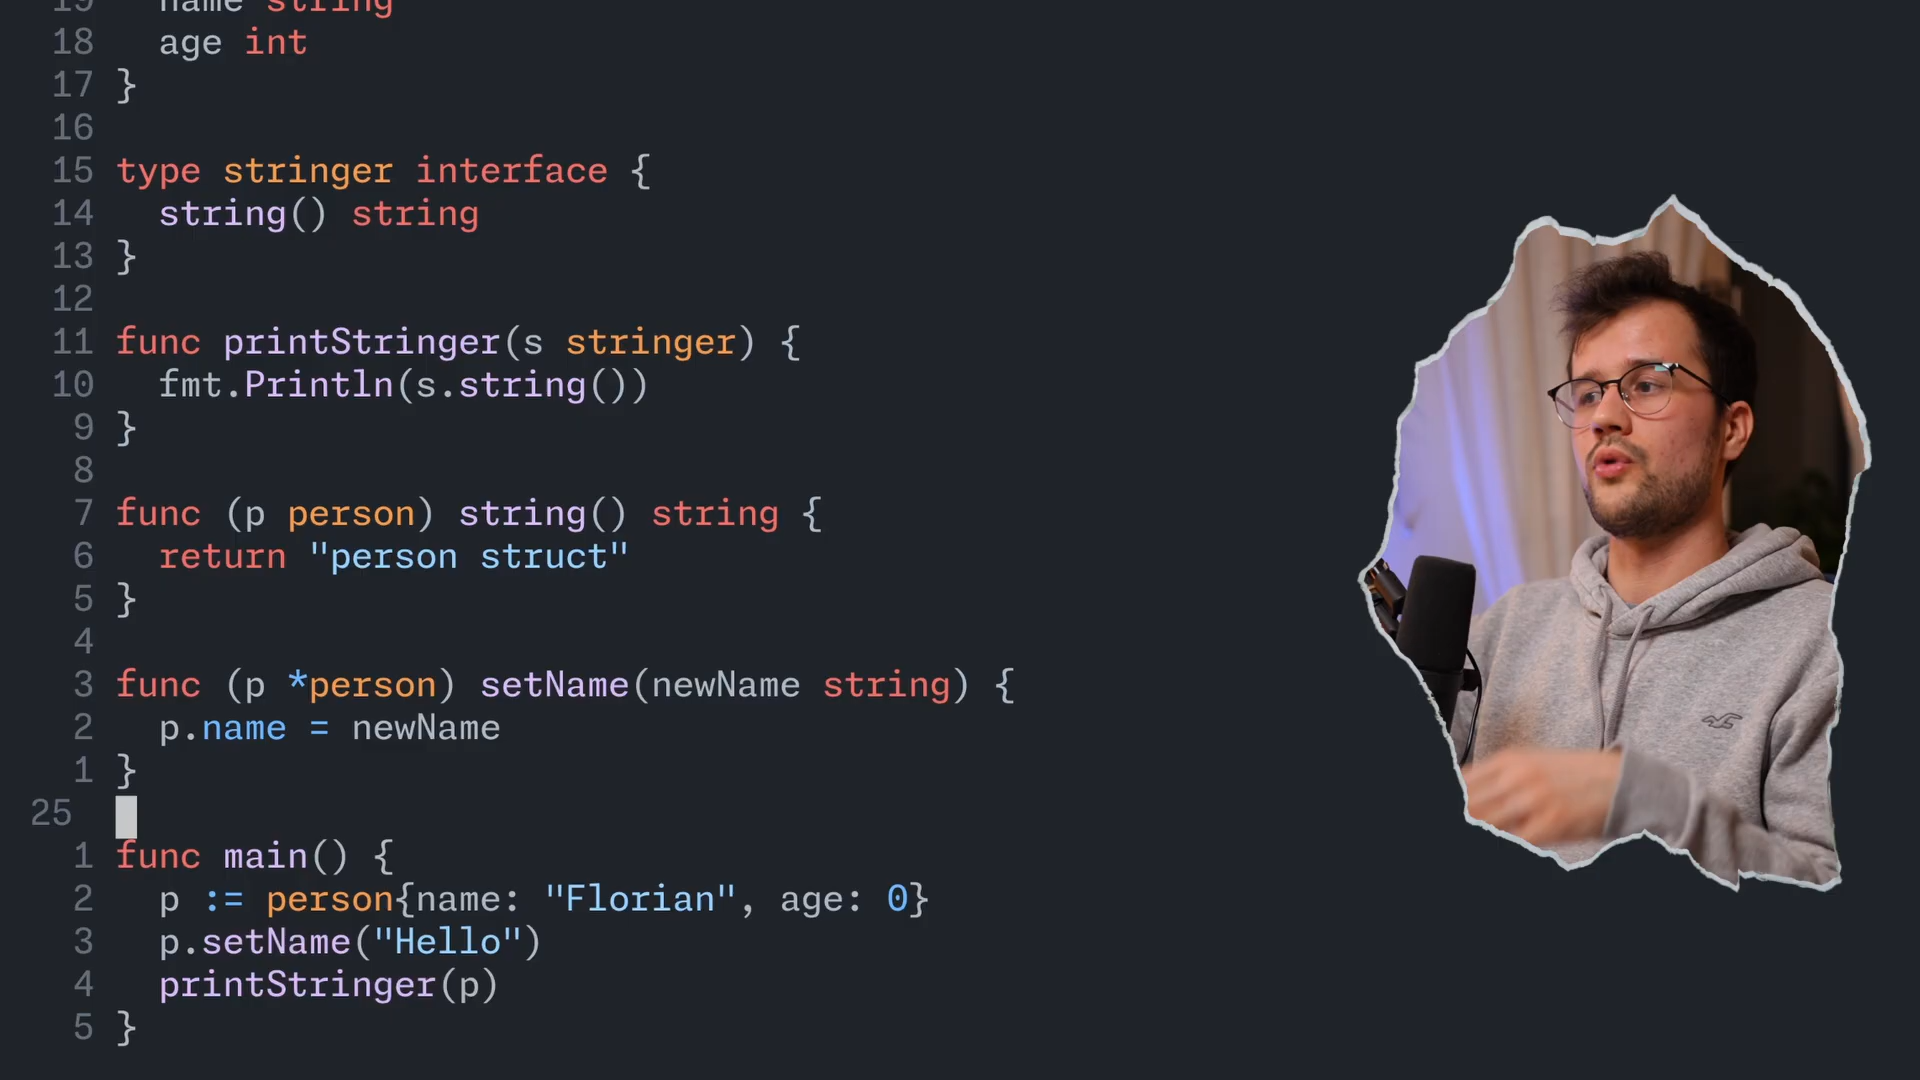 19 name string
18 age int
17 }
16
15 type stringer interface {
14 string() string
13 }
12
11 func printStringer(s stringer) {
10 fmt.Println(s.string())
9 }
8
7 func (p person) string() string {
6 return "person struct"
5 }
4
3 func (p *person) setName(newName string) {
2 p.name = newName
1 }
25
1 func main() {
2 p := person{name: "Florian", age: 0}
3 p.setName("Hello")
4 printStringer(p)
5 }